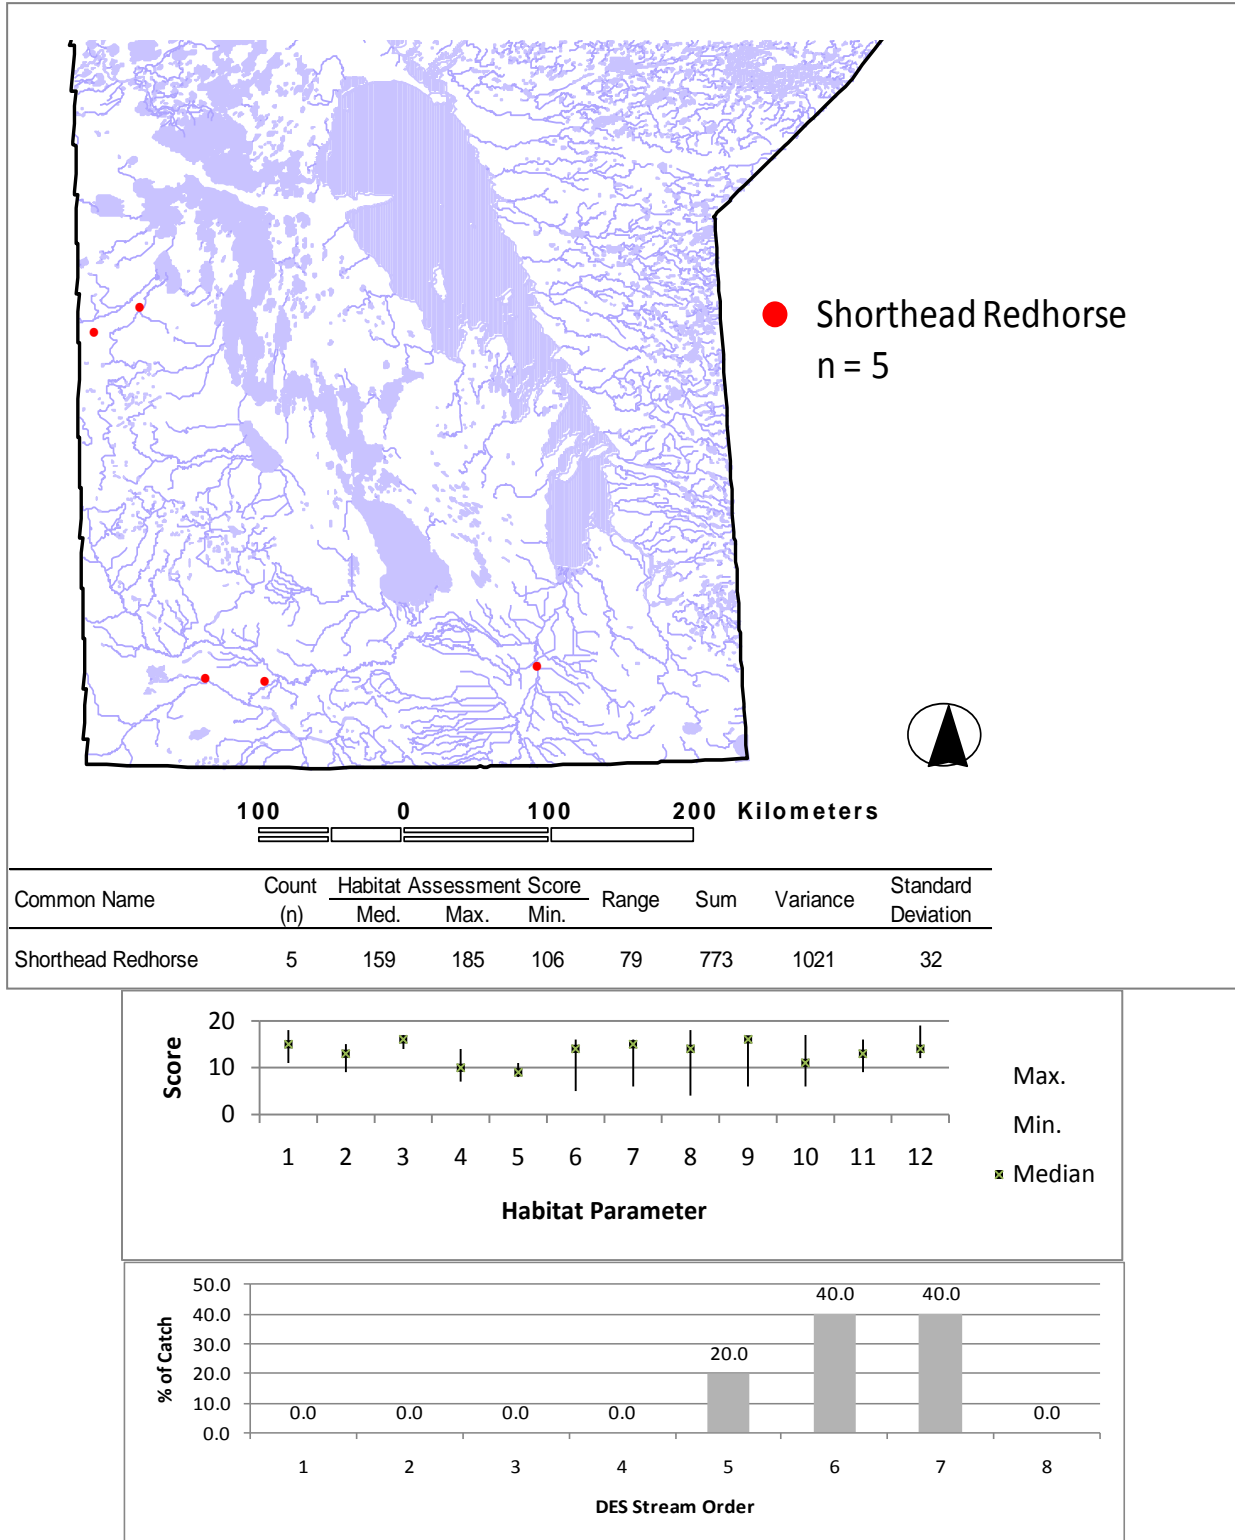 Shorthead Redhorse
n = 5
100 0 100 200 Kilometers
Common Name Count (n) Habitat Assessment Score Range Sum Variance Standard Deviation
Med. Max. Min.
Shorthead Redhorse 5 159 185 106 79 773 1021 32
Score
20
10
0
1 2 3 4 5 6 7 8 9 10 11 12
Habitat Parameter
Max.
Min.
Median
% of Catch
50.0
40.0
30.0
20.0
10.0
0.0
0.0 0.0 0.0 0.0 20.0 40.0 40.0 0.0
1 2 3 4 5 6 7 8
DES Stream Order